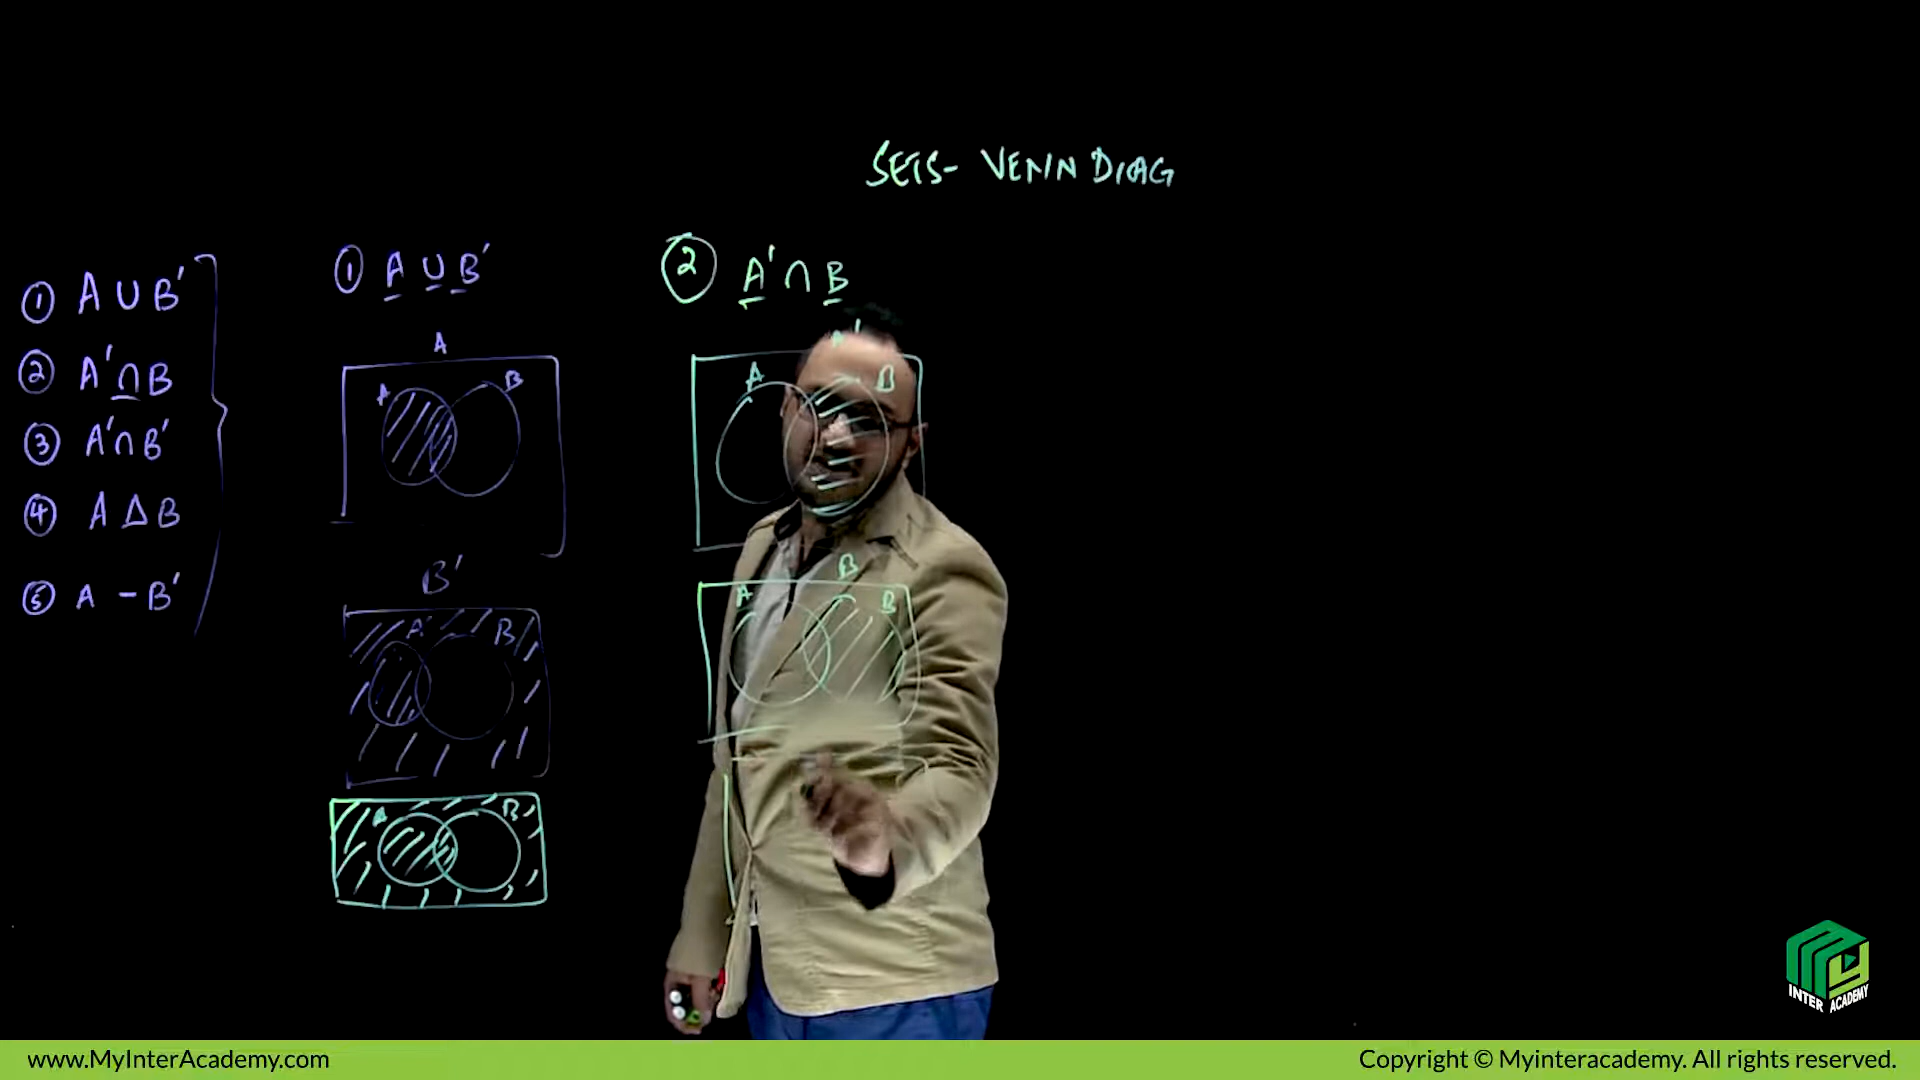 SETS- VENN DIAG
① A ∪ B'
② A' ∩ B
③ A' ∩ B'
④ A Δ B
⑤ A - B'
① A ∪ B'
A
A B
B'
A B
A B
② A' ∩ B
A'
A B
B
A B
INTER ACADEMY
www.MyInterAcademy.com
Copyright © Myinteracademy. All rights reserved.